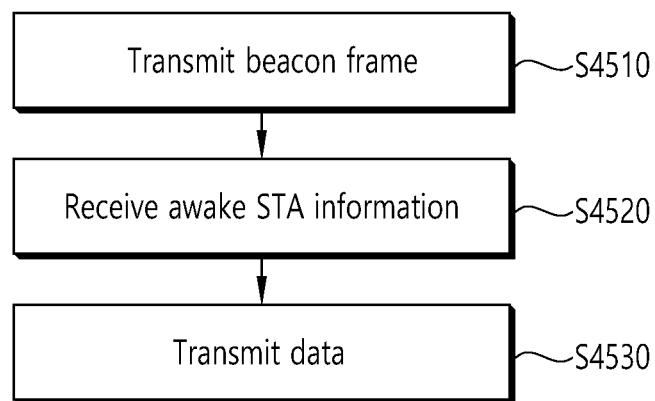 Transmit beacon frame
S4510
Receive awake STA information
S4520
Transmit data
S4530